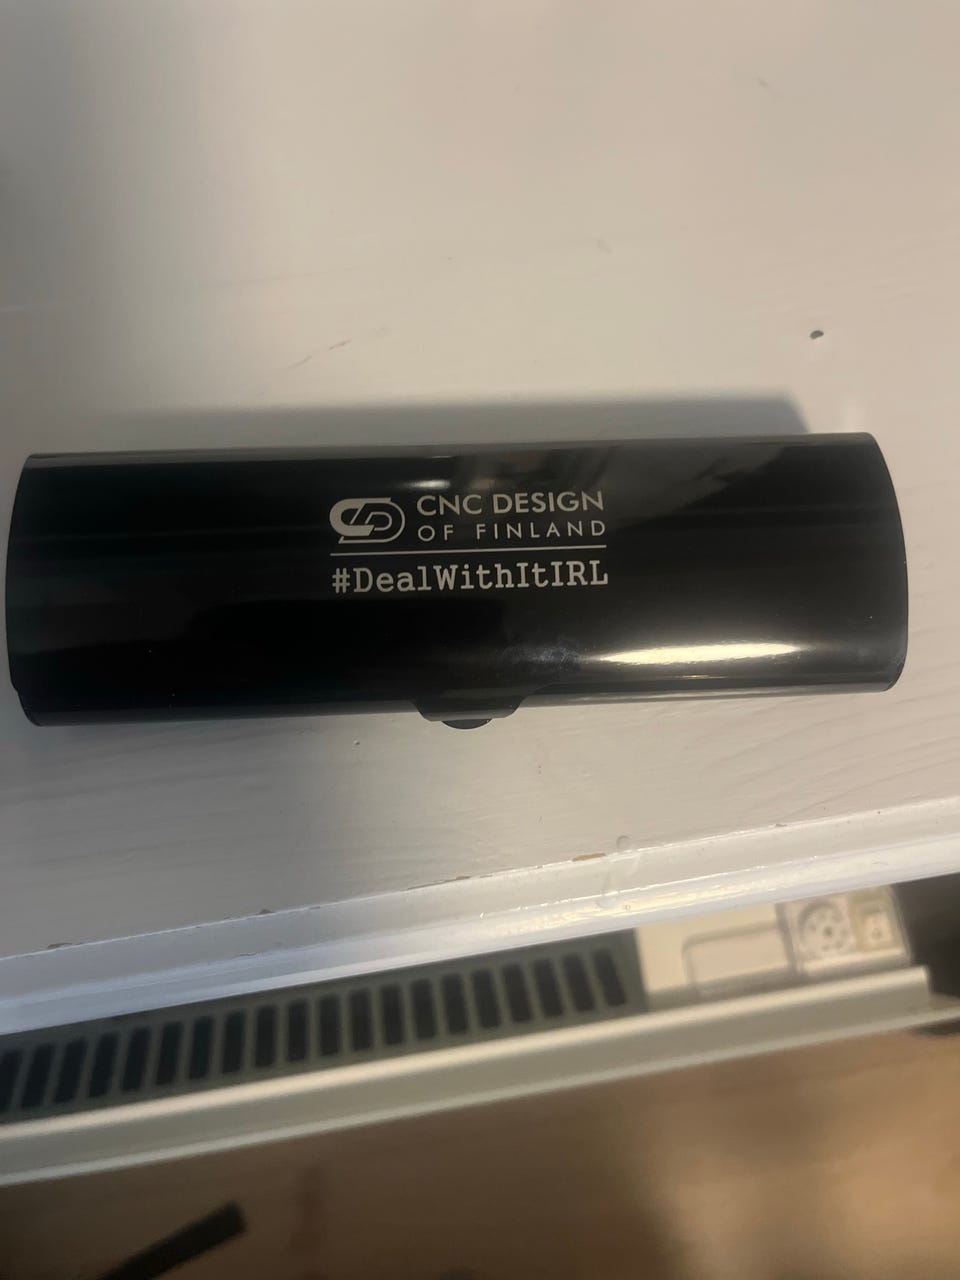 CNC DESIGN
OF FINLAND
#DealWithItIRL